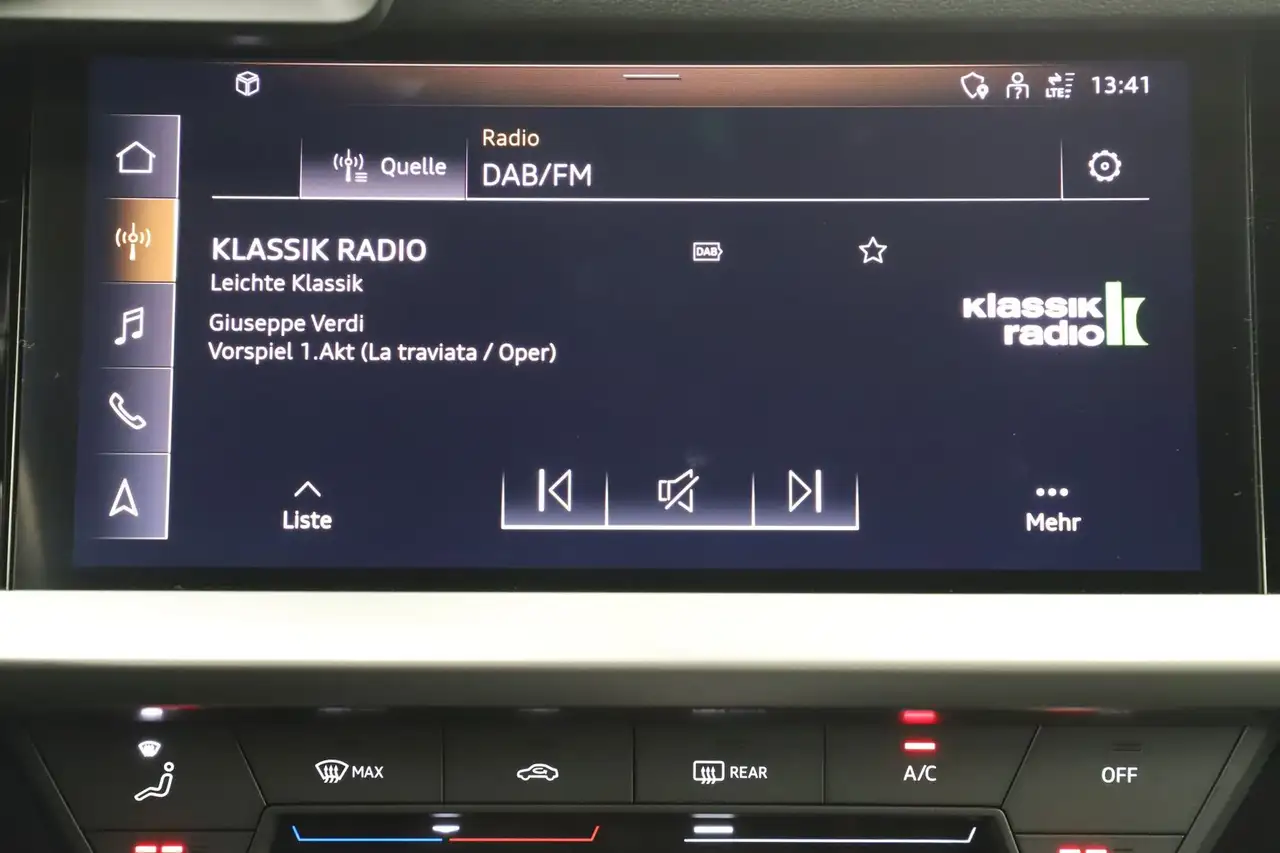 LTE 13:41
Quelle
Radio
DAB/FM
KLASSIK RADIO
DAB
Leichte Klassik
Giuseppe Verdi
Vorspiel 1.Akt (La traviata / Oper)
klassik
radio
Liste
Mehr
MAX
REAR
A/C
OFF